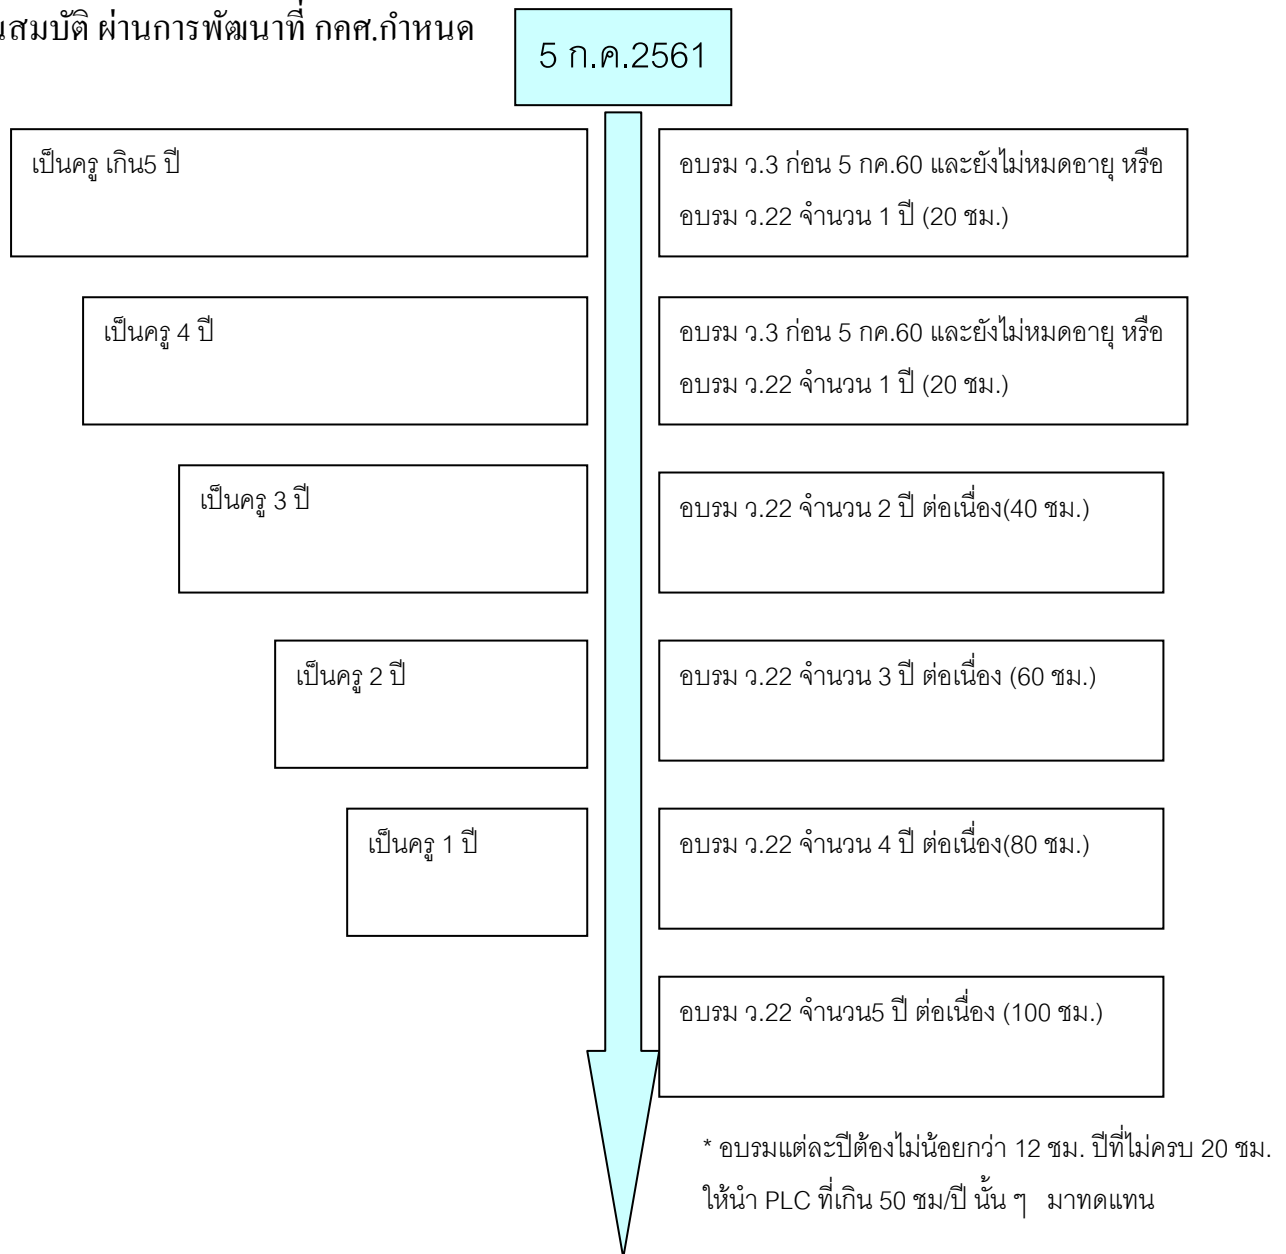 นสมบัติ ผ่านการพัฒนาที่ กคศ.กำหนด
5 ก.ค.2561
เป็นครู เกิน5 ปี
อบรม ว.3 ก่อน 5 กค.60 และยังไม่หมดอายุ หรือ
อบรม ว.22 จำนวน 1 ปี (20 ชม.)
เป็นครู 4 ปี
อบรม ว.3 ก่อน 5 กค.60 และยังไม่หมดอายุ หรือ
อบรม ว.22 จำนวน 1 ปี (20 ชม.)
เป็นครู 3 ปี
อบรม ว.22 จำนวน 2 ปี ต่อเนื่อง(40 ชม.)
เป็นครู 2 ปี
อบรม ว.22 จำนวน 3 ปี ต่อเนื่อง (60 ชม.)
เป็นครู 1 ปี
อบรม ว.22 จำนวน 4 ปี ต่อเนื่อง(80 ชม.)
อบรม ว.22 จำนวน5 ปี ต่อเนื่อง (100 ชม.)
* อบรมแต่ละปีต้องไม่น้อยกว่า 12 ชม. ปีที่ไม่ครบ 20 ชม.
ให้นำ PLC ที่เกิน 50 ชม/ปี นั้น ๆ มาทดแทน